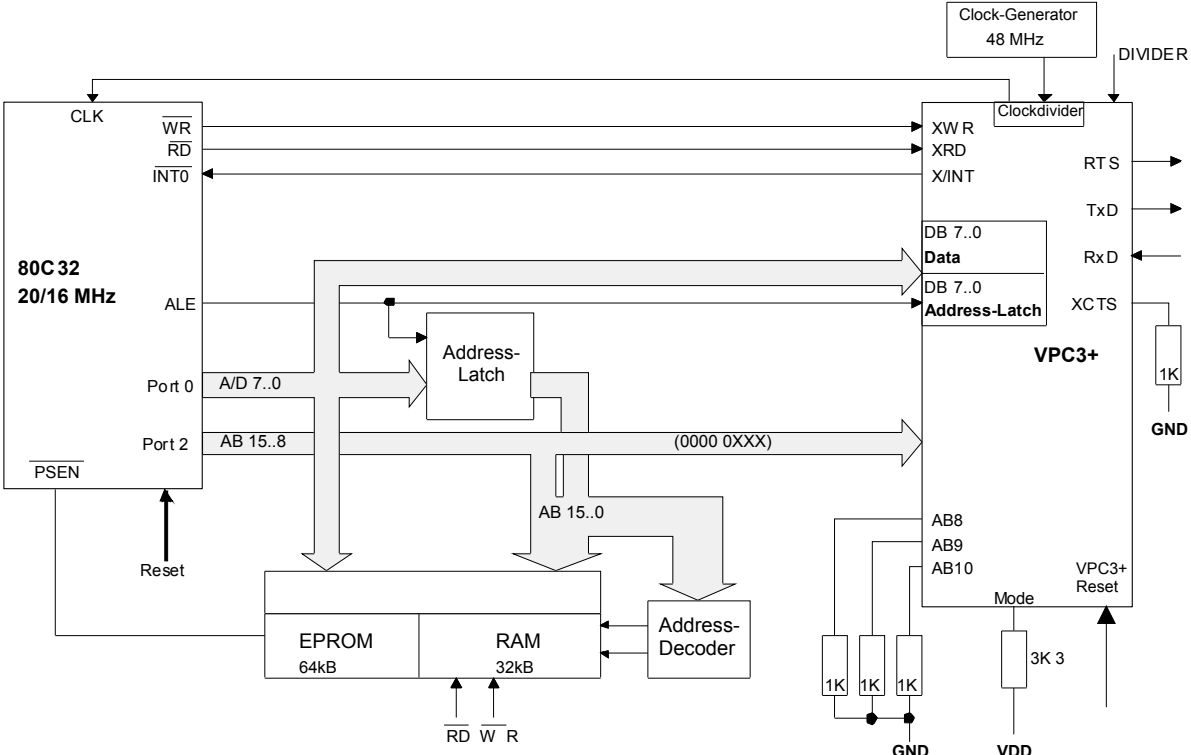 Clock-Generator
48 MHz
DIVIDER
CLK
Clockdivider
WR
RD
INT0
XWR
XRD
X/INT
RTS
TxD
RxD
XCTS
80C32
20/16 MHz
DB 7..0
Data
DB 7..0
Address-Latch
ALE
VPC3+
1K
GND
Address-
Latch
Port 0
A/D 7..0
Port 2
AB 15..8
(0000 0XXX)
PSEN
Reset
AB 15..0
AB8
AB9
AB10
VPC3+
Reset
Mode
EPROM
64kB
RAM
32kB
Address-
Decoder
1K
1K
1K
3K3
RD
WR
GND
VDD